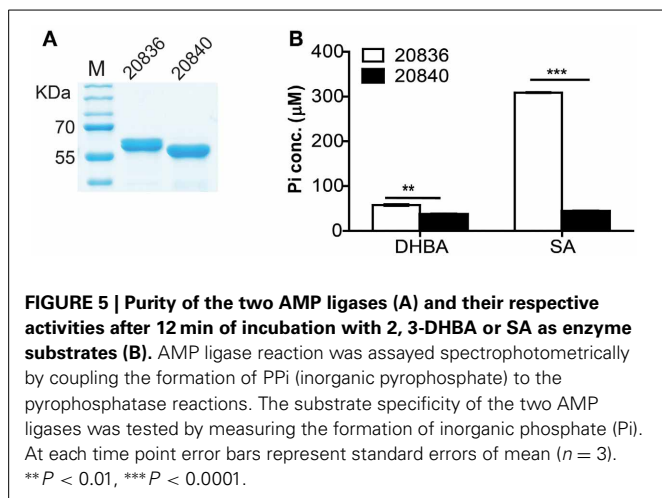 A
B
M 20836 20840
KDa
70
55
400
300
200
100
0
Pi conc. (μM)
20836
20840
**
***
DHBA SA
FIGURE 5 | Purity of the two AMP ligases (A) and their respective
activities after 12 min of incubation with 2, 3-DHBA or SA as enzyme
substrates (B). AMP ligase reaction was assayed spectrophotometrically
by coupling the formation of PPi (inorganic pyrophosphate) to the
pyrophosphatase reactions. The substrate specificity of the two AMP
ligases was tested by measuring the formation of inorganic phosphate (Pi).
At each time point error bars represent standard errors of mean (n = 3).
**P < 0.01, ***P < 0.0001.